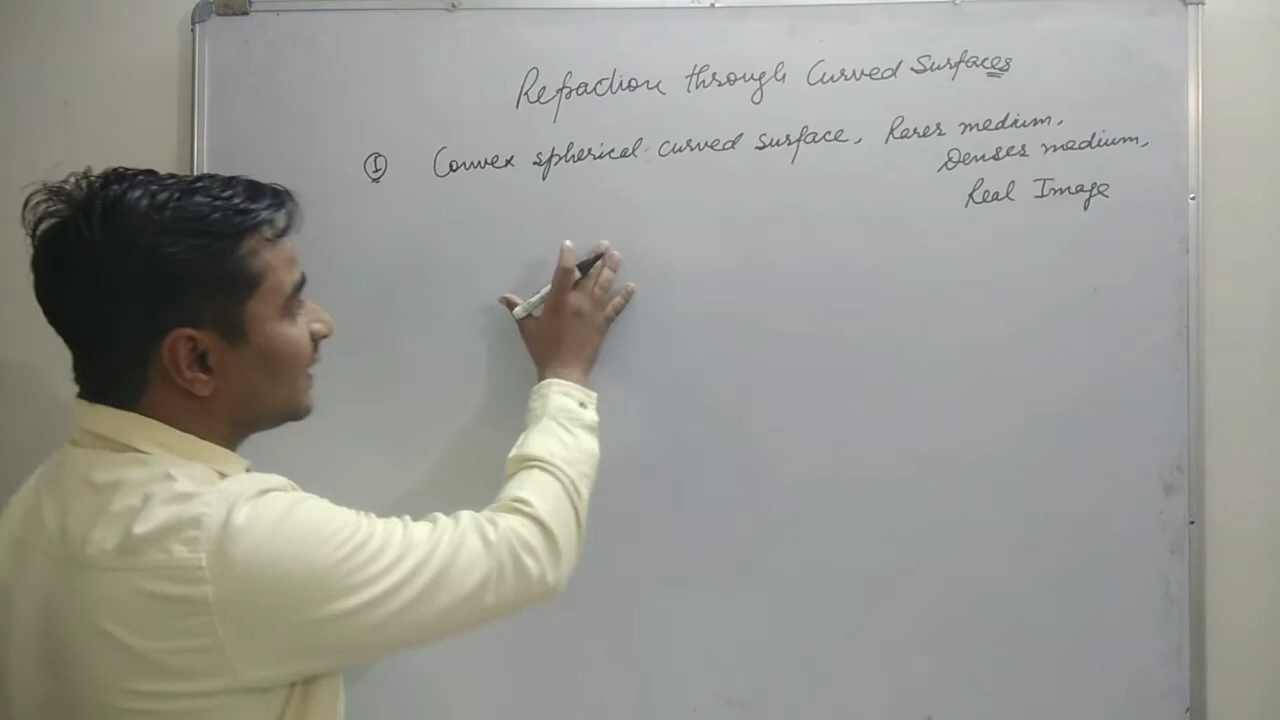 Refraction through Curved Surfaces
I Convex spherical curved surface, Rarer medium,
Denser medium,
Real Image